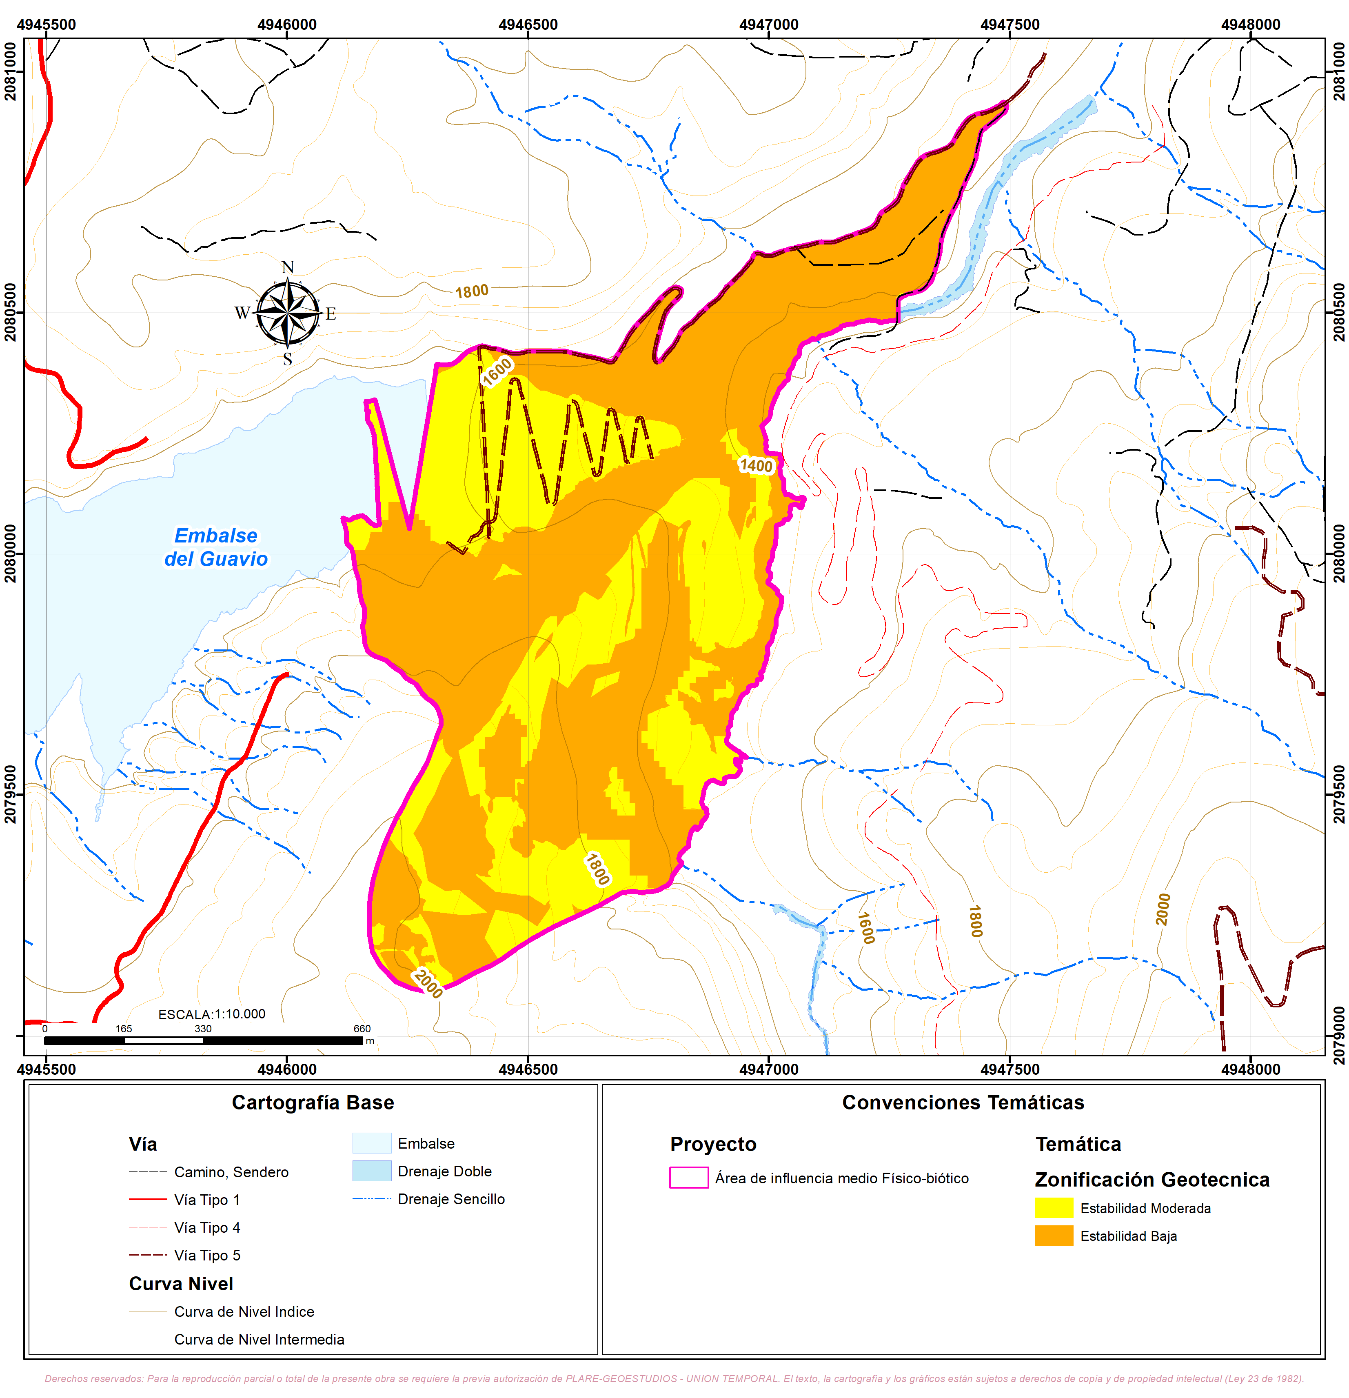 4945500 4946000 4946500 4947000 4947500 4948000
2081000 2081000
1800
N
W E
S
2080500 2080500
1600
1400
Embalse
del Guavio
2080000 2080000
2079500 2079500
1800
1600
1800
2000
2000
ESCALA:1:10.000
0 165 330 660
m
2079000
4945500 4946000 4946500 4947000 4947500 4948000
Cartografía Base
Vía
Camino, Sendero
Vía Tipo 1
Vía Tipo 4
Vía Tipo 5
Curva Nivel
Curva de Nivel Indice
Curva de Nivel Intermedia
Embalse
Drenaje Doble
Drenaje Sencillo
Convenciones Temáticas
Proyecto
Área de influencia medio Físico-biótico
Temática
Zonificación Geotecnica
Estabilidad Moderada
Estabilidad Baja
Derechos reservados: Para la reproducción parcial o total de la presente obra se requiere la previa autorización de PLARE-GEOESTUDIOS - UNION TEMPORAL. El texto, la cartografía y los gráficos están sujetos a derechos de copia y de propiedad intelectual (Ley 23 de 1982).